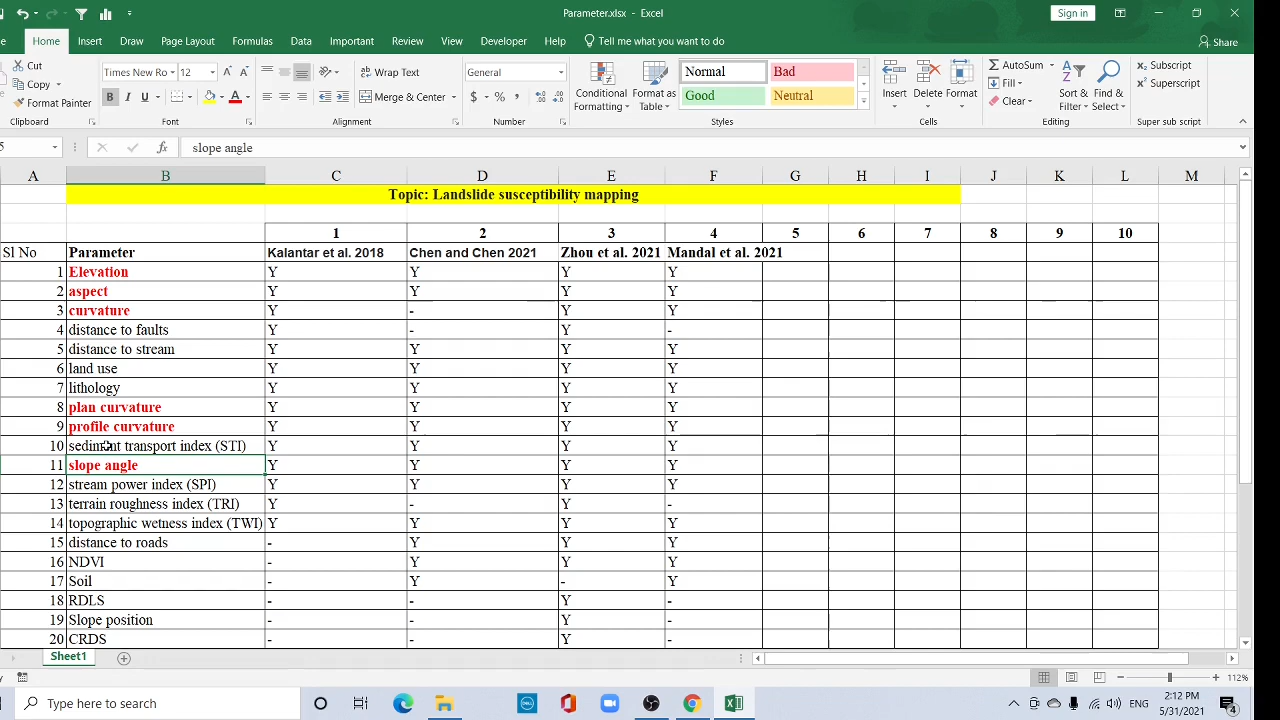 Parameter.xlsx - Excel
Sign in
Home Insert Draw Page Layout Formulas Data Important Review View Developer Help Tell me what you want to do Share
Cut
Copy
Format Painter
Clipboard
Times New Ro
B I U A
Font
Wrap Text
Merge & Center
Alignment
General
$ % ,
Number
Conditional Formatting
Format as Table
Normal Bad
Good Neutral
Styles
Insert Delete Format
Cells
AutoSum
Fill
Clear
Sort & Filter
Find & Select
Editing
Subscript
Superscript
Super sub script
5 fx slope angle
A B C D E F G H I J K L M
Topic: Landslide susceptibility mapping
1 2 3 4 5 6 7 8 9 10
Sl No Parameter Kalantar et al. 2018 Chen and Chen 2021 Zhou et al. 2021 Mandal et al. 2021
1 Elevation Y Y Y Y
2 aspect Y Y Y Y
3 curvature Y - Y Y
4 distance to faults Y - Y -
5 distance to stream Y Y Y Y
6 land use Y Y Y Y
7 lithology Y Y Y Y
8 plan curvature Y Y Y Y
9 profile curvature Y Y Y Y
10 sediment transport index (STI) Y Y Y Y
11 slope angle Y Y Y Y
12 stream power index (SPI) Y Y Y Y
13 terrain roughness index (TRI) Y - Y -
14 topographic wetness index (TWI) Y Y Y Y
15 distance to roads - Y Y Y
16 NDVI - Y Y Y
17 Soil - Y - Y
18 RDLS - - Y -
19 Slope position - - Y -
20 CRDS - - Y -
Sheet1
112%
Type here to search
2:12 PM
5/31/2021
4